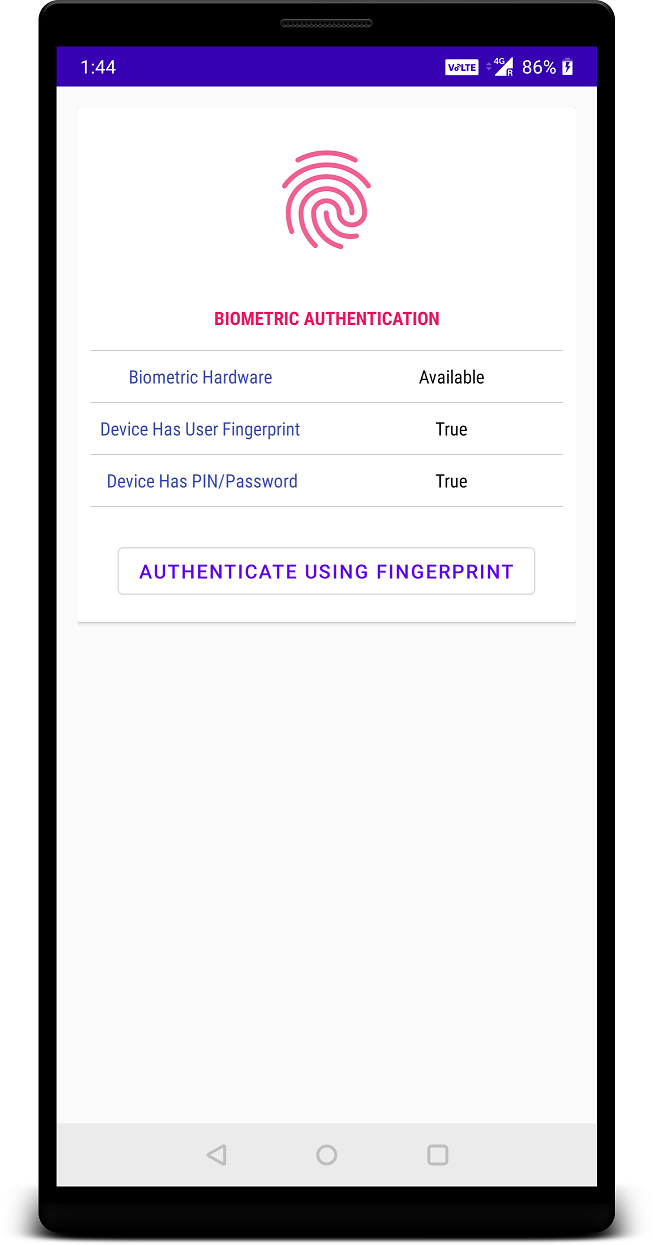 1:44 VoLTE 4G R 86%
BIOMETRIC AUTHENTICATION
Biometric Hardware Available
Device Has User Fingerprint True
Device Has PIN/Password True
AUTHENTICATE USING FINGERPRINT